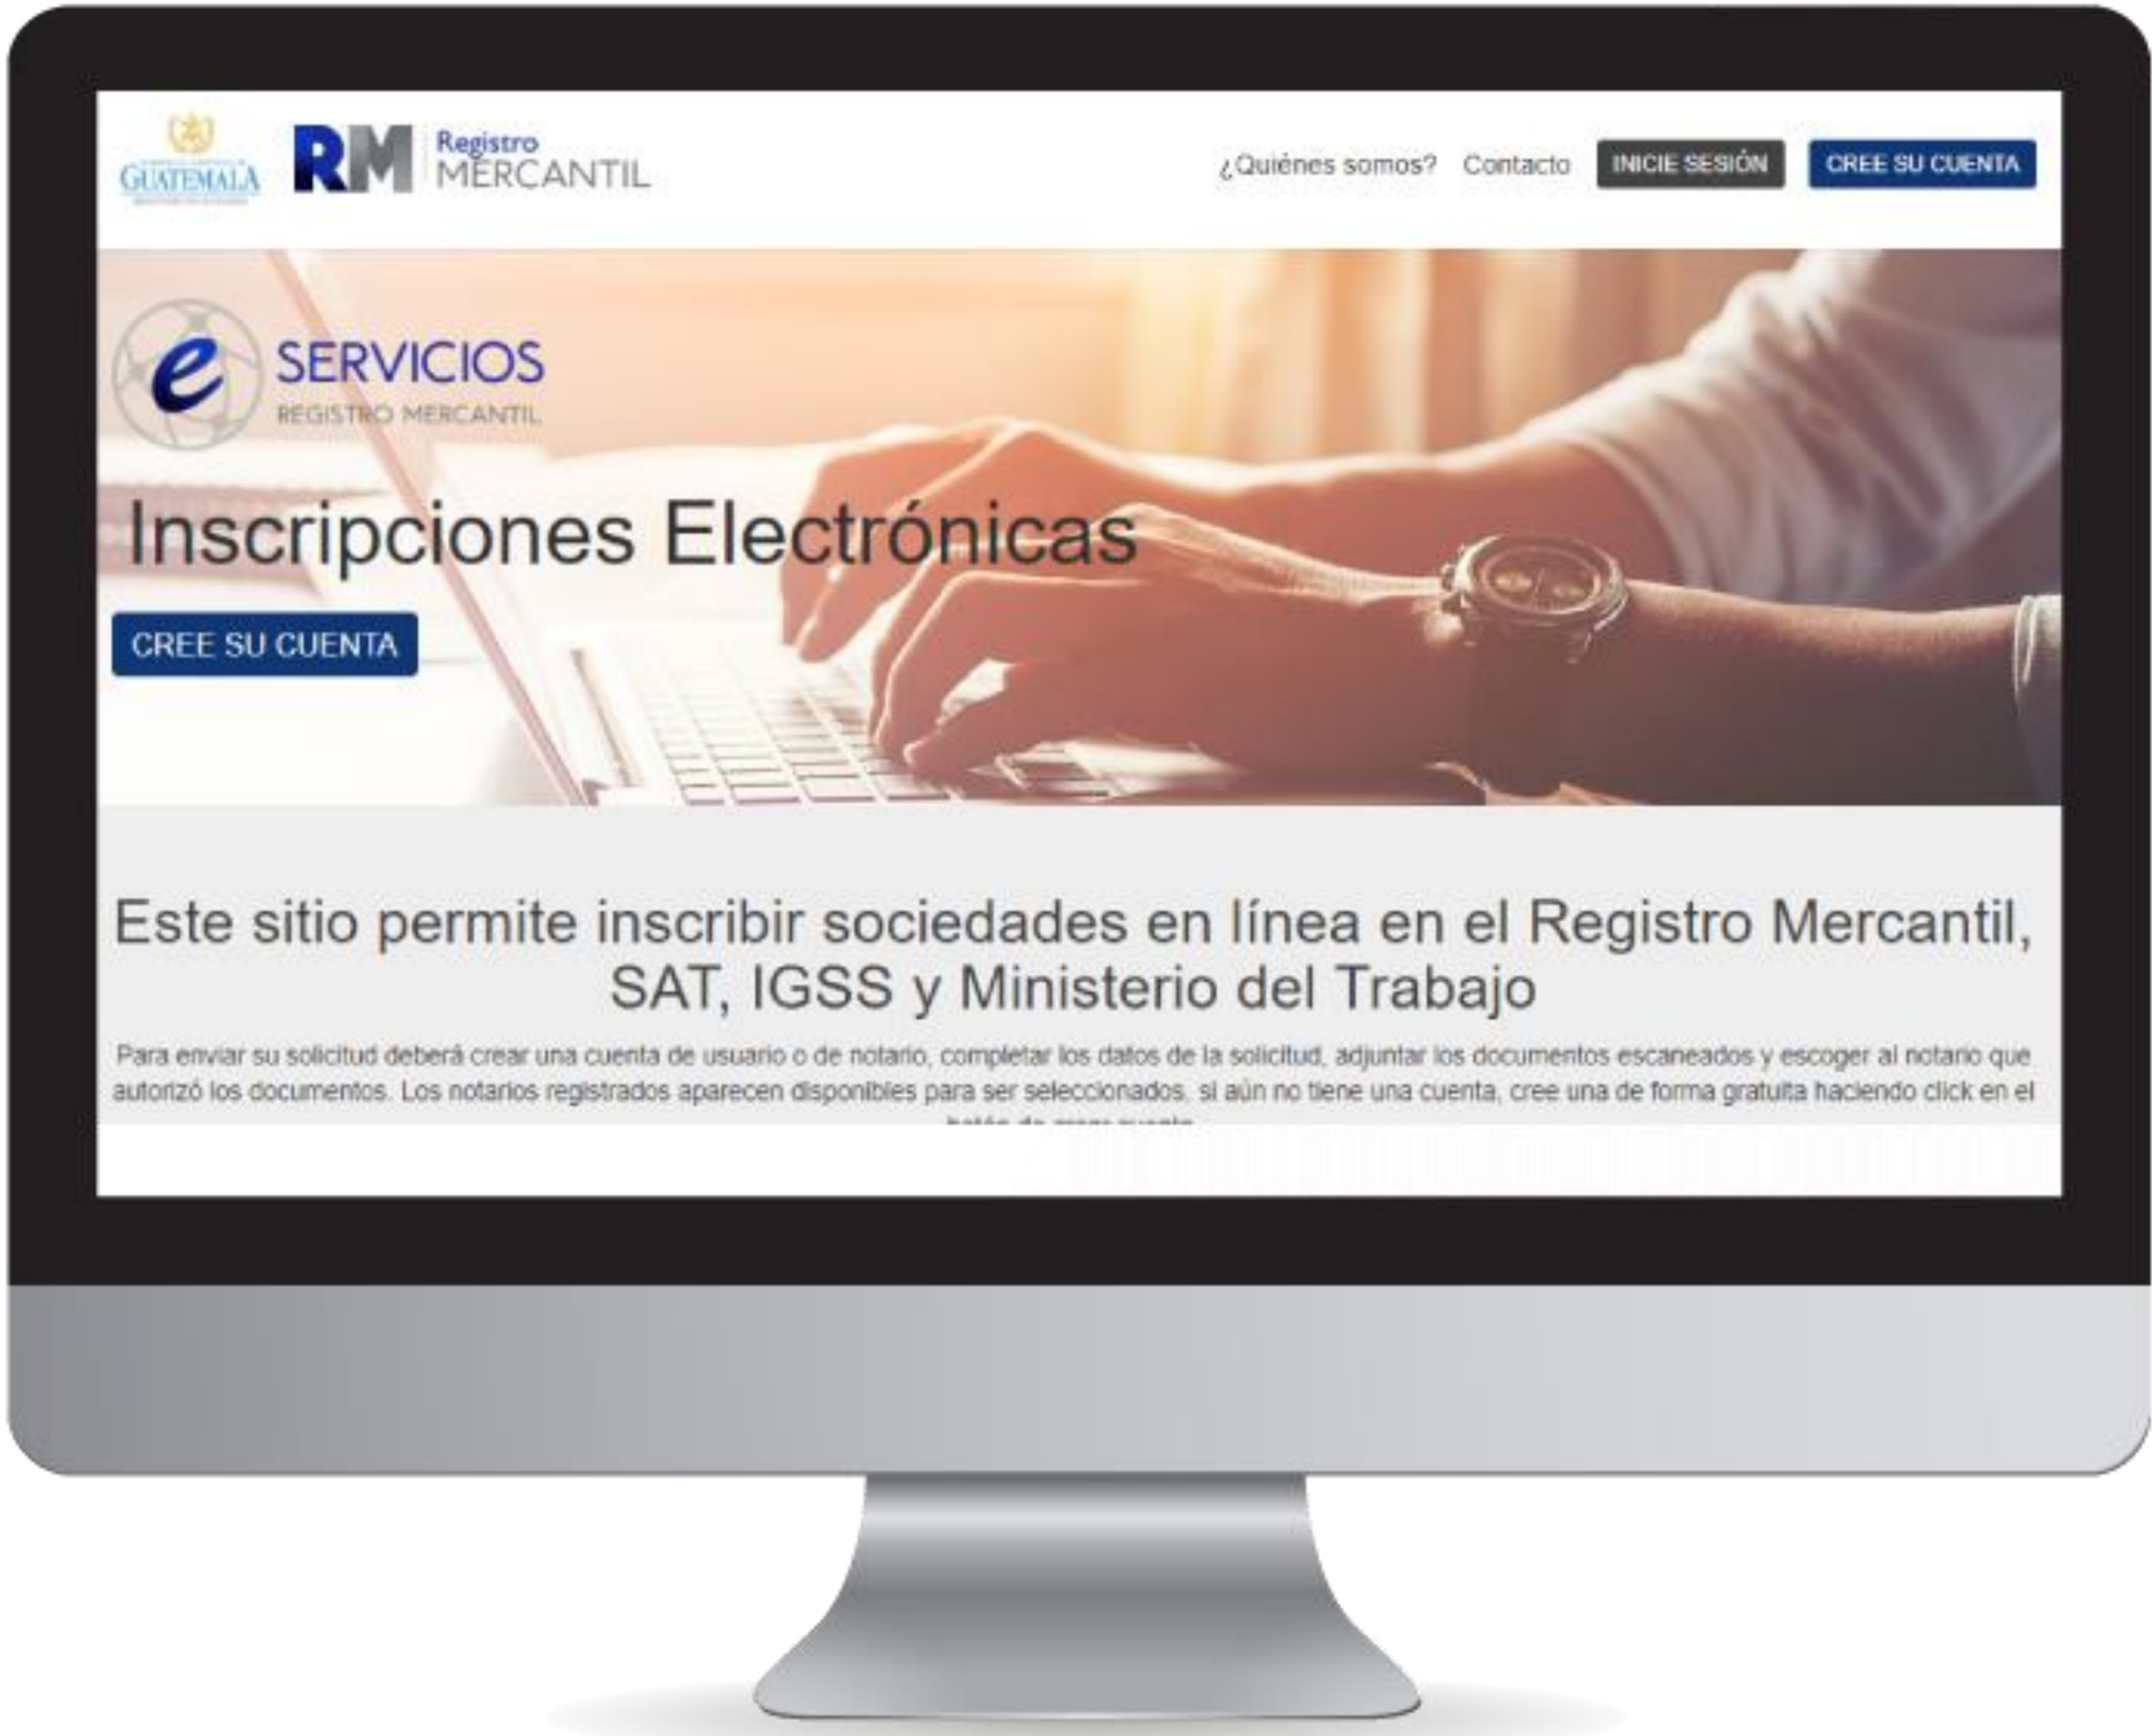 GUATEMALA
RM Registro
MERCANTIL
¿Quiénes somos? Contacto INICIE SESIÓN CREE SU CUENTA
e SERVICIOS
REGISTRO MERCANTIL
Inscripciones Electrónicas
CREE SU CUENTA
Este sitio permite inscribir sociedades en línea en el Registro Mercantil,
SAT, IGSS y Ministerio del Trabajo
Para enviar su solicitud deberá crear una cuenta de usuario o de notario, completar los datos de la solicitud, adjuntar los documentos escaneados y escoger al notario que
autorizó los documentos. Los notarios registrados aparecen disponibles para ser seleccionados, si aún no tiene una cuenta, cree una de forma gratuita haciendo click en el